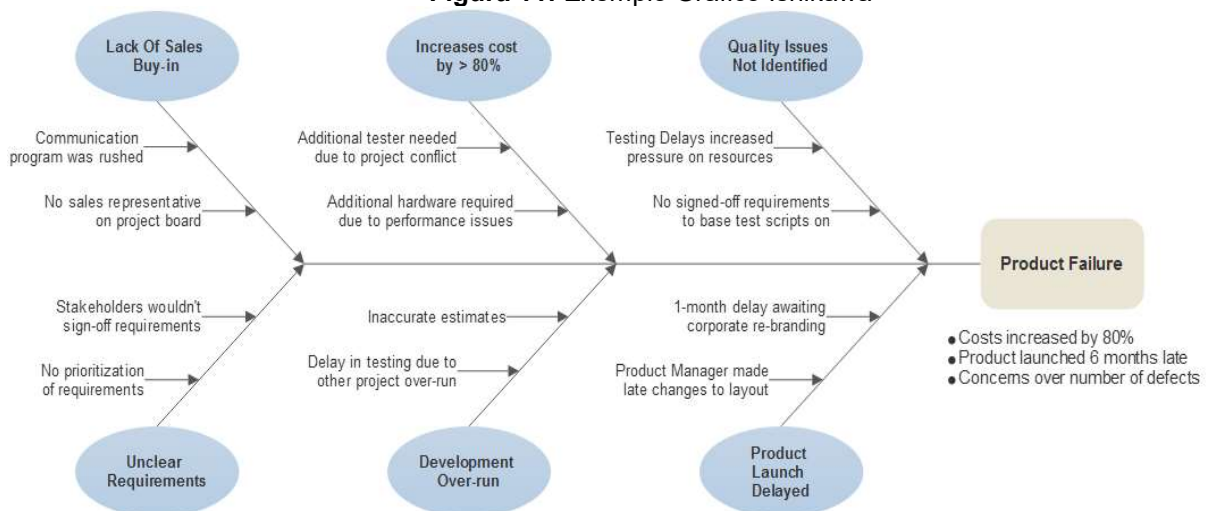 Lack Of Sales
Buy-in
Increases cost
by > 80%
Quality Issues
Not Identified
Communication
program was rushed
Additional tester needed
due to project conflict
Testing Delays increased
pressure on resources
No sales representative
on project board
Additional hardware required
due to performance issues
No signed-off requirements
to base test scripts on
Product Failure
Stakeholders wouldn't
sign-off requirements
Inaccurate estimates
1-month delay awaiting
corporate re-branding
No prioritization
of requirements
Delay in testing due to
other project over-run
Product Manager made
late changes to layout
Costs increased by 80%
Product launched 6 months late
Concerns over number of defects
Unclear
Requirements
Development
Over-run
Product
Launch
Delayed